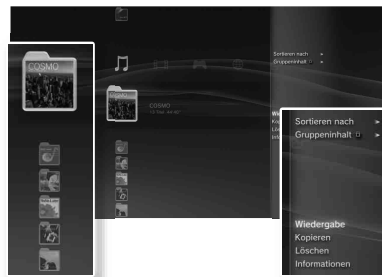 COSMO
COSMO
Sortieren nach
Gruppeninhalt
Sortieren nach
Gruppeninhalt
Wiedergabe
Kopieren
Löschen
Informationen